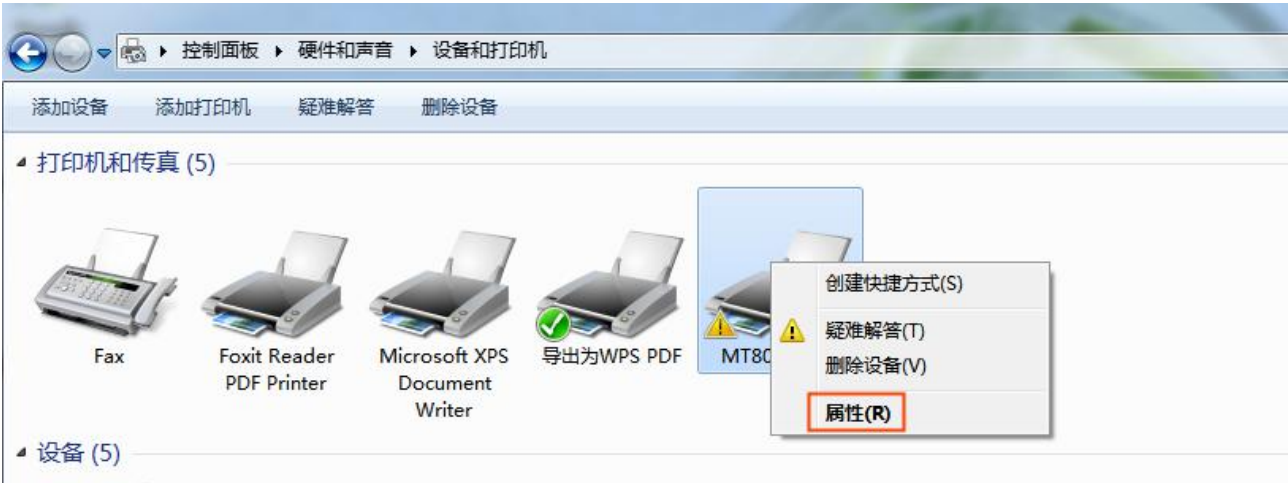 控制面板 ▸ 硬件和声音 ▸ 设备和打印机
添加设备 添加打印机 疑难解答 删除设备
打印机和传真 (5)
Fax
Foxit Reader
PDF Printer
Microsoft XPS
Document
Writer
导出为WPS PDF
MT80
创建快捷方式(S)
疑难解答(T)
删除设备(V)
属性(R)
设备 (5)